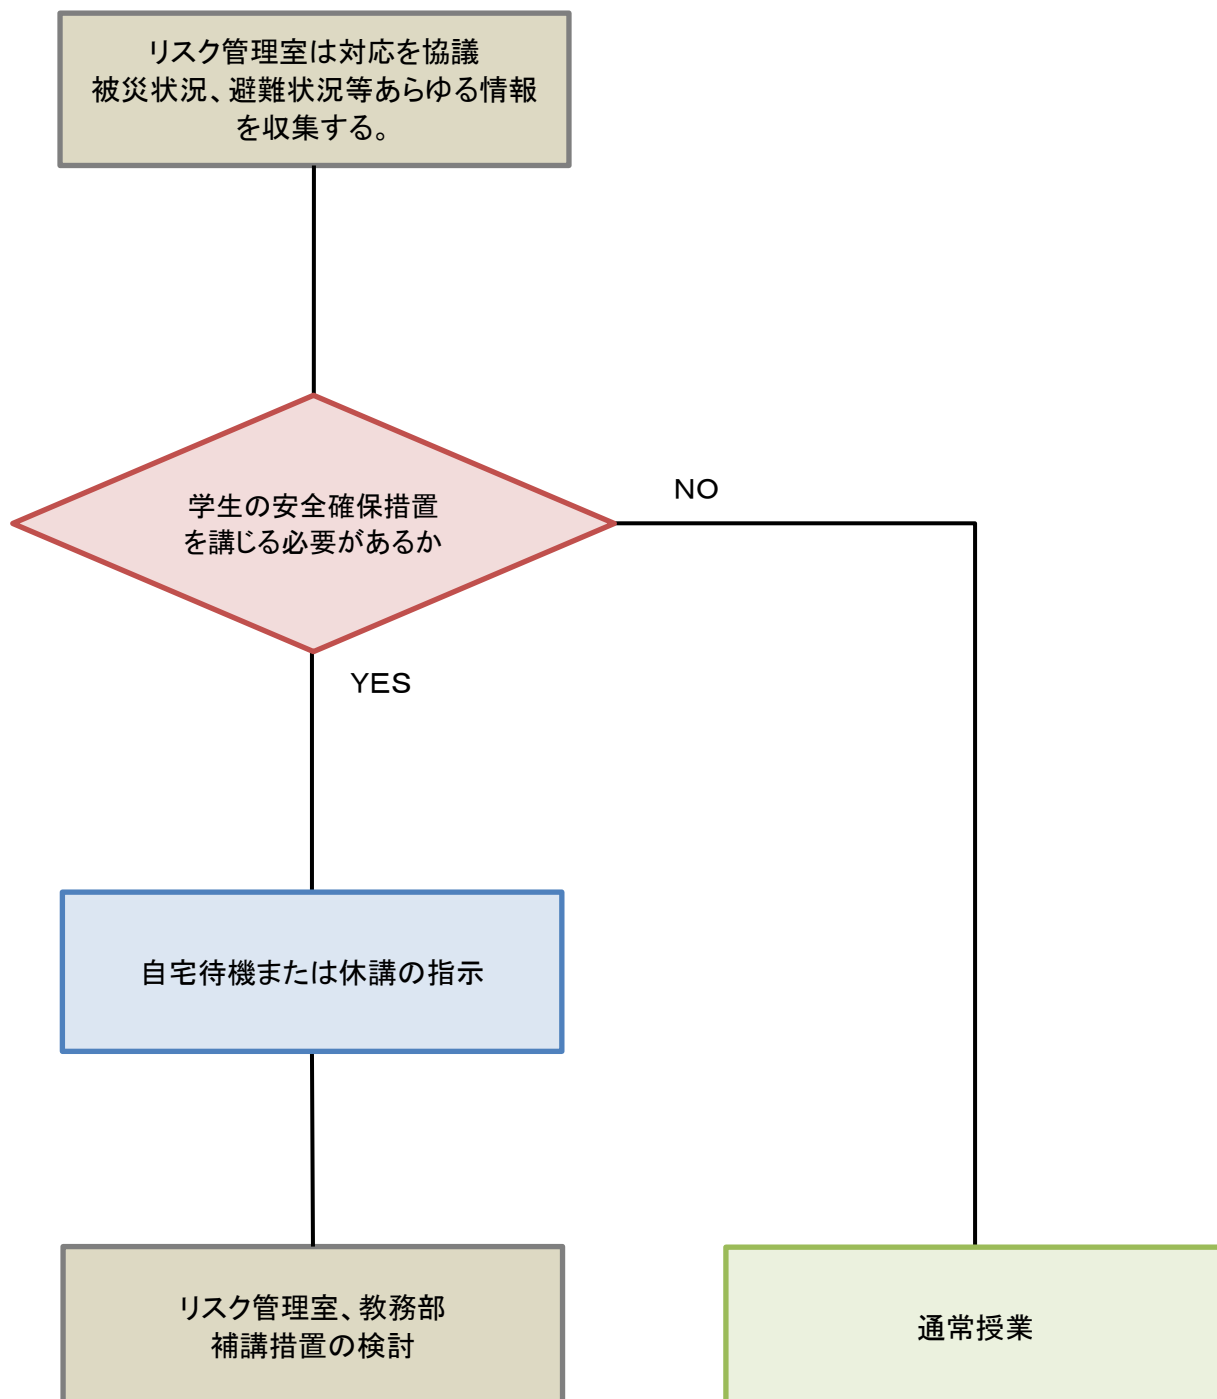 リスク管理室は対応を協議
被災状況、避難状況等あらゆる情報
を収集する。
学生の安全確保措置
を講じる必要があるか
NO
YES
自宅待機または休講の指示
リスク管理室、教務部
補講措置の検討
通常授業